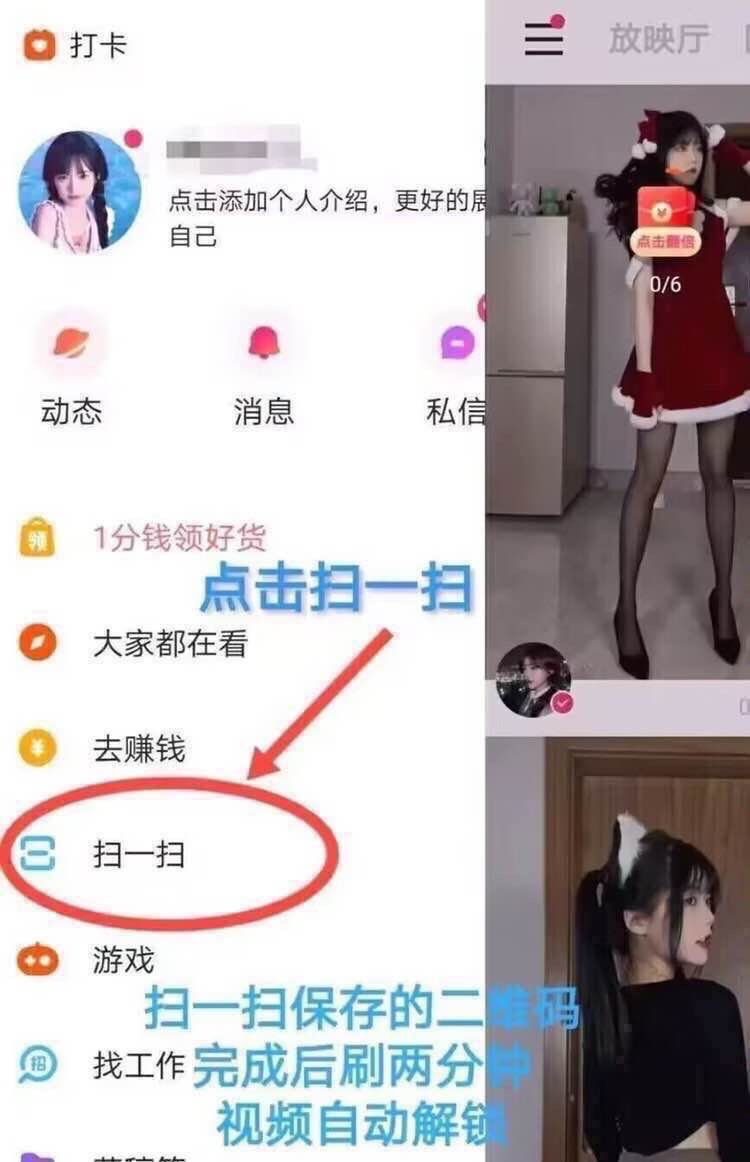 打卡
放映厅
点击添加个人介绍，更好的展
自己
点击翻倍
0/6
动态
消息
私信
领
1分钱领好货
点击扫一扫
大家都在看
去赚钱
扫一扫
游戏
扫一扫保存的二维码
招
找工作
完成后刷两分钟
视频自动解锁